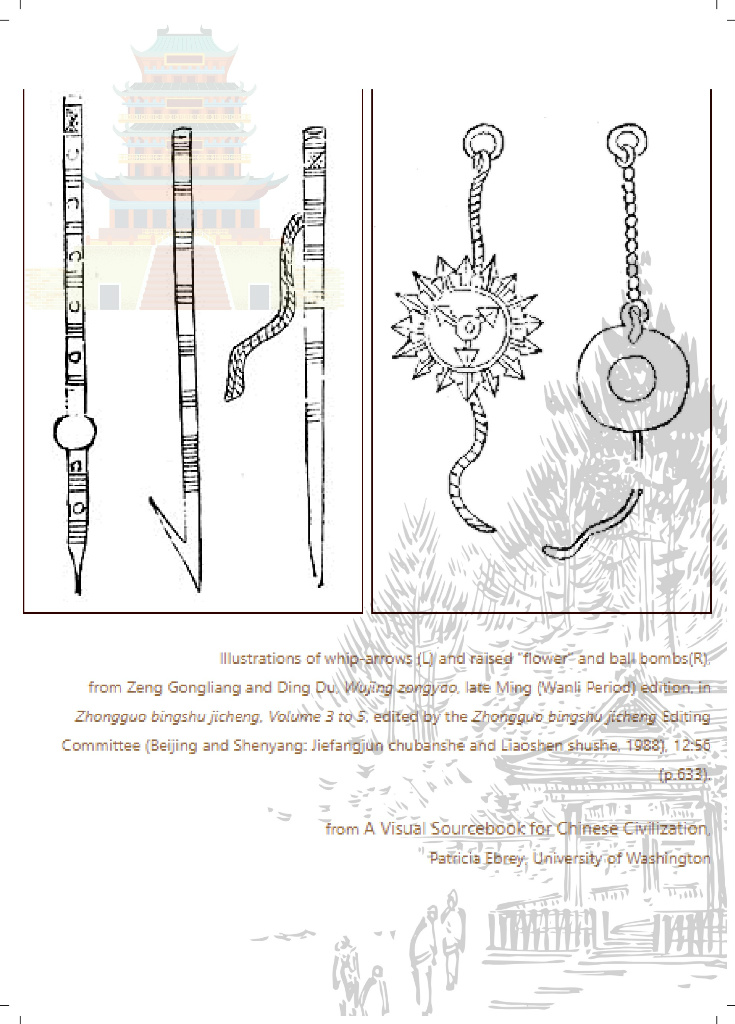 Illustrations of whip-arrows (L) and raised "flower" and ball bombs(R).
from Zeng Gongliang and Ding Du, Wujing zongyao, late Ming (Wanli Period) edition, in
Zhongguo bingshu jicheng, Volume 3 to 5, edited by the Zhongguo bingshu jicheng Editing
Committee (Beijing and Shenyang: Jiefangjun chubanshe and Liaoshen shushe, 1988), 12:56
(p.633).
from A Visual Sourcebook for Chinese Civilization,
Patricia Ebrey, University of Washington